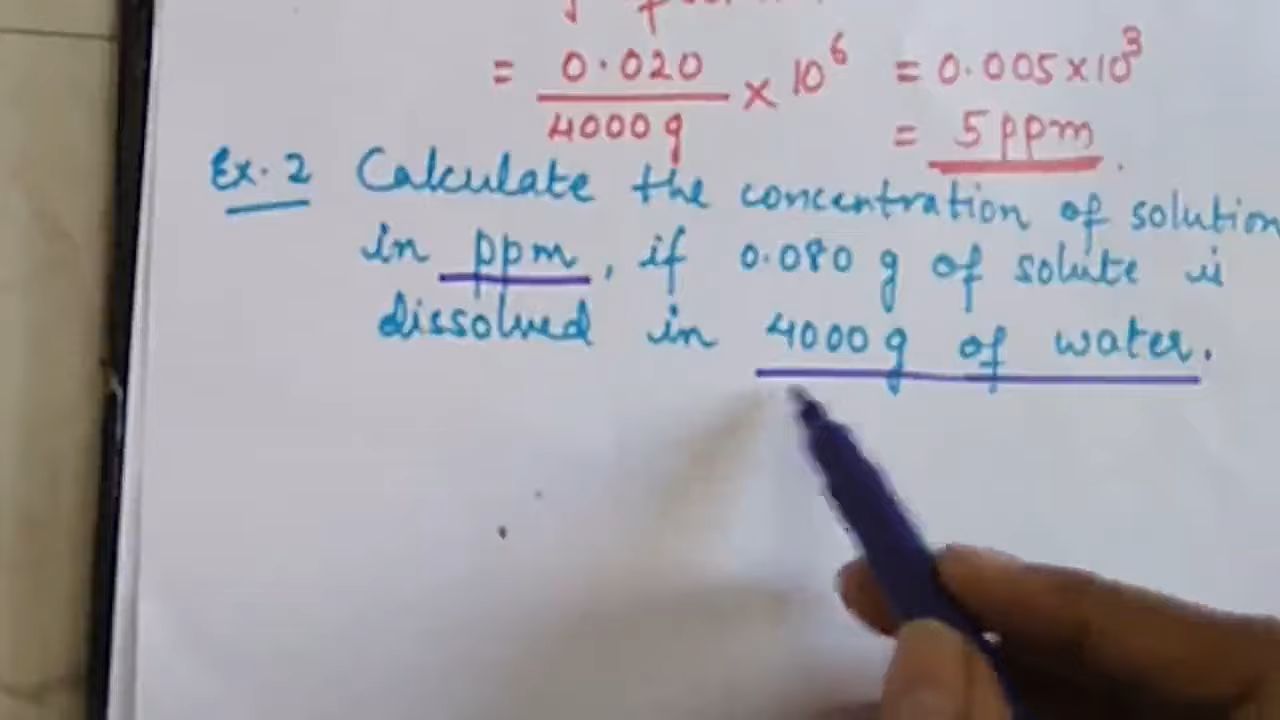 = 0.020 / 4000 g × 10⁶ = 0.005×10³
= 5 ppm.
Ex. 2 Calculate the concentration of solution
in ppm, if 0.080 g of solute is
dissolved in 4000 g of water.